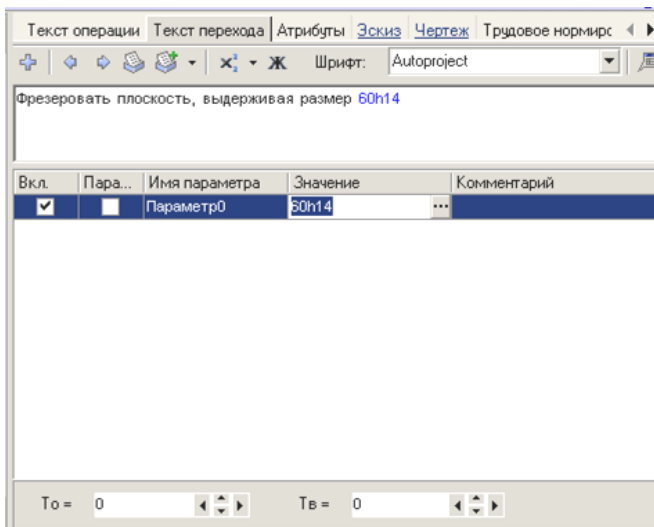 Текст операции Текст перехода Атрибуты Эскиз Чертеж Трудовое нормирс
Ж Шрифт: Autoproject
Фрезеровать плоскость, выдерживая размер 60h14
Вкл. Пара... Имя параметра Значение Комментарий
Параметр0 60h14 ...
То = 0 Тв = 0